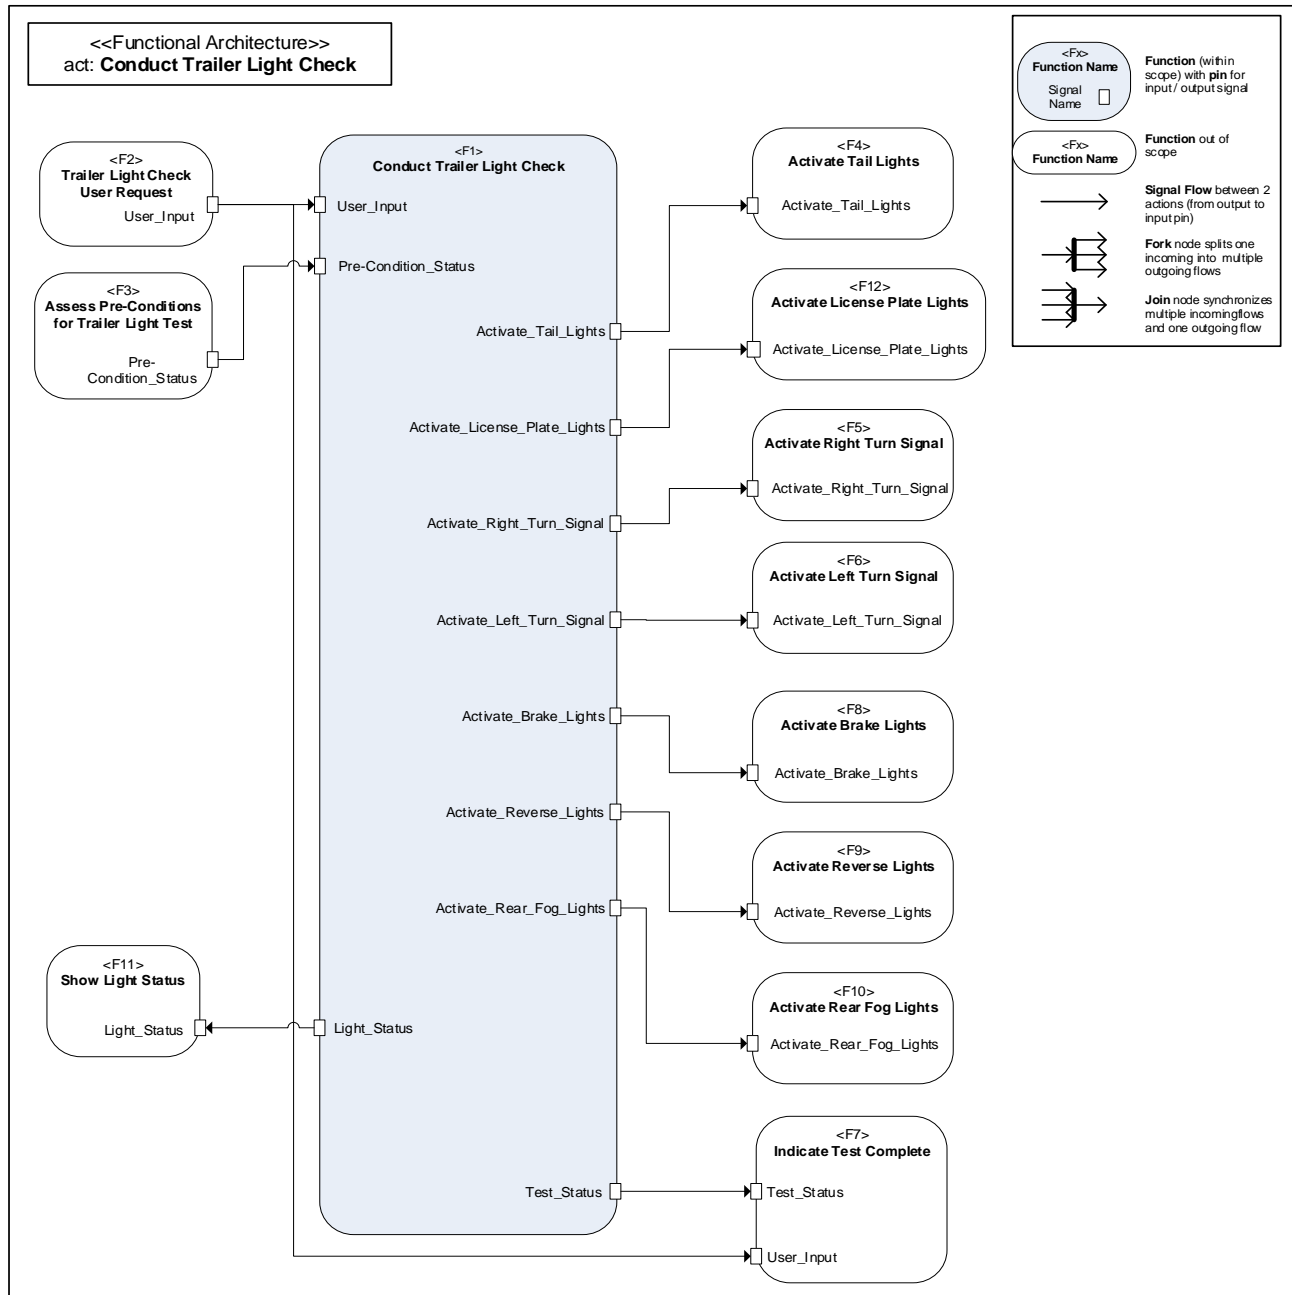 <<Functional Architecture>>
act: Conduct Trailer Light Check
<Fx>
Function Name
Signal
Name
Function (within
scope) with pin for
input / output signal
<Fx>
Function Name
Function out of
scope
Signal Flow between 2
actions (from output to
input pin)
Fork node splits one
incoming into multiple
outgoing flows
Join node synchronizes
multiple incomingflows
and one outgoing flow
<F2>
Trailer Light Check
User Request
User_Input
<F3>
Assess Pre-Conditions
for Trailer Light Test
Pre-
Condition_Status
<F11>
Show Light Status
Light_Status
<F1>
Conduct Trailer Light Check
User_Input
Pre-Condition_Status
Activate_Tail_Lights
Activate_License_Plate_Lights
Activate_Right_Turn_Signal
Activate_Left_Turn_Signal
Activate_Brake_Lights
Activate_Reverse_Lights
Activate_Rear_Fog_Lights
Light_Status
Test_Status
<F4>
Activate Tail Lights
Activate_Tail_Lights
<F12>
Activate License Plate Lights
Activate_License_Plate_Lights
<F5>
Activate Right Turn Signal
Activate_Right_Turn_Signal
<F6>
Activate Left Turn Signal
Activate_Left_Turn_Signal
<F8>
Activate Brake Lights
Activate_Brake_Lights
<F9>
Activate Reverse Lights
Activate_Reverse_Lights
<F10>
Activate Rear Fog Lights
Activate_Rear_Fog_Lights
<F7>
Indicate Test Complete
Test_Status
User_Input